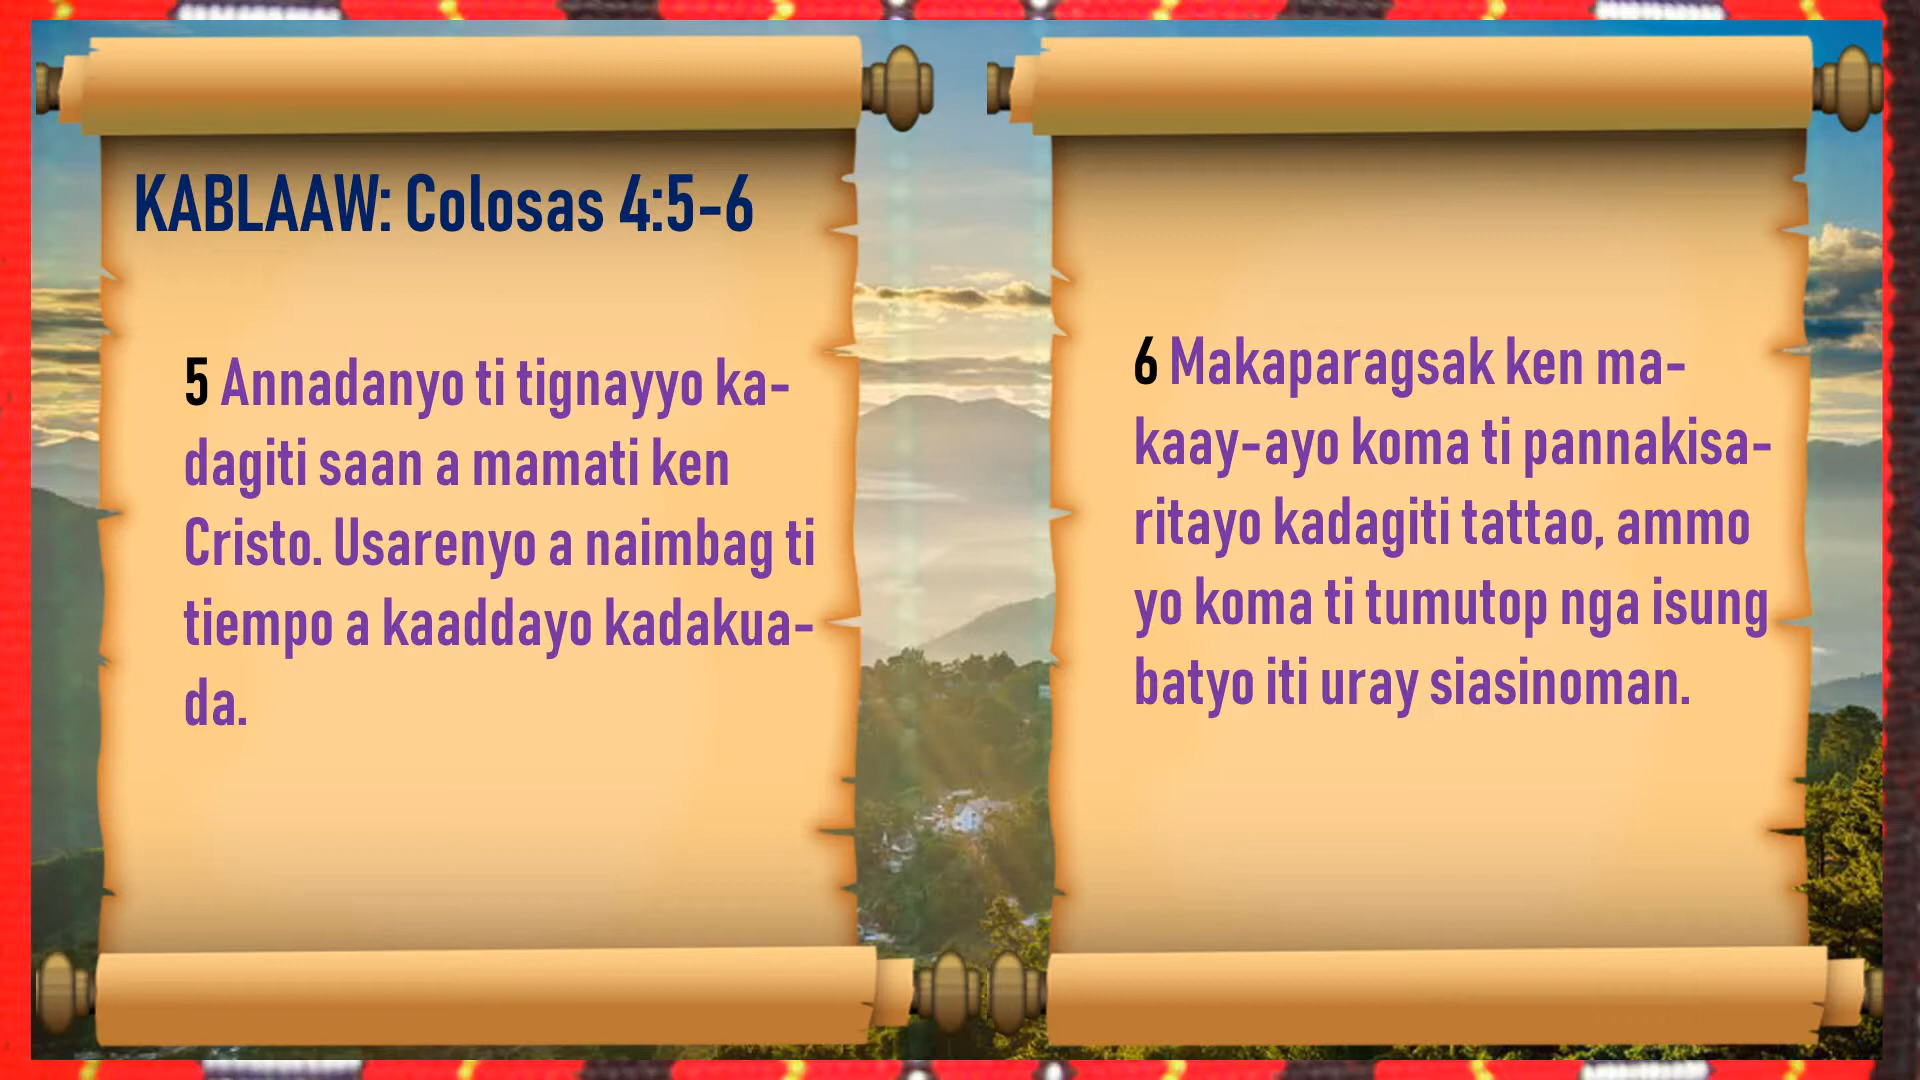 KABLAAW: Colosas 4:5-6
5 Annadanyo ti tignayyo ka-
dagiti saan a mamati ken
Cristo. Usarenyo a naimbag ti
tiempo a kaaddayo kadakua-
da.
6 Makaparagsak ken ma-
kaay-ayo koma ti pannakisa-
ritayo kadagiti tattao, ammo
yo koma ti tumutop nga isung
batyo iti uray siasinoman.